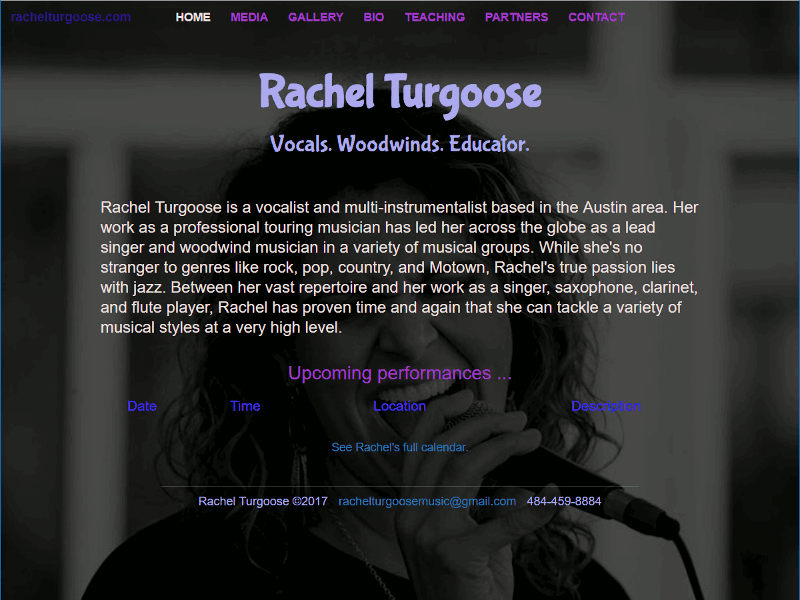 rachelturgoose.com HOME MEDIA GALLERY BIO TEACHING PARTNERS CONTACT
Rachel Turgoose
Vocals. Woodwinds. Educator.
Rachel Turgoose is a vocalist and multi-instrumentalist based in the Austin area. Her
work as a professional touring musician has led her across the globe as a lead
singer and woodwind musician in a variety of musical groups. While she's no
stranger to genres like rock, pop, country, and Motown, Rachel's true passion lies
with jazz. Between her vast repertoire and her work as a singer, saxophone, clarinet,
and flute player, Rachel has proven time and again that she can tackle a variety of
musical styles at a very high level.
Upcoming performances ...
Date Time Location Description
See Rachel's full calendar.
Rachel Turgoose ©2017 rachelturgoosemusic@gmail.com 484-459-8884